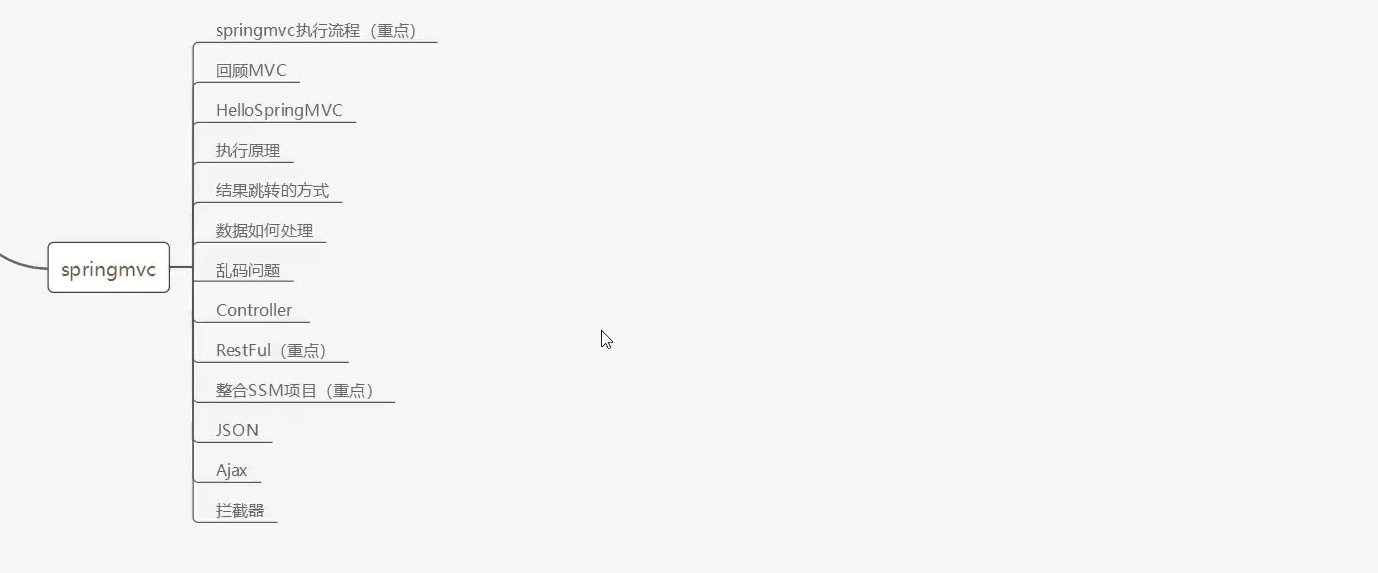 springmvc执行流程（重点）
回顾MVC
HelloSpringMVC
执行原理
结果跳转的方式
数据如何处理
springmvc
乱码问题
Controller
RestFul（重点）
整合SSM项目（重点）
JSON
Ajax
拦截器